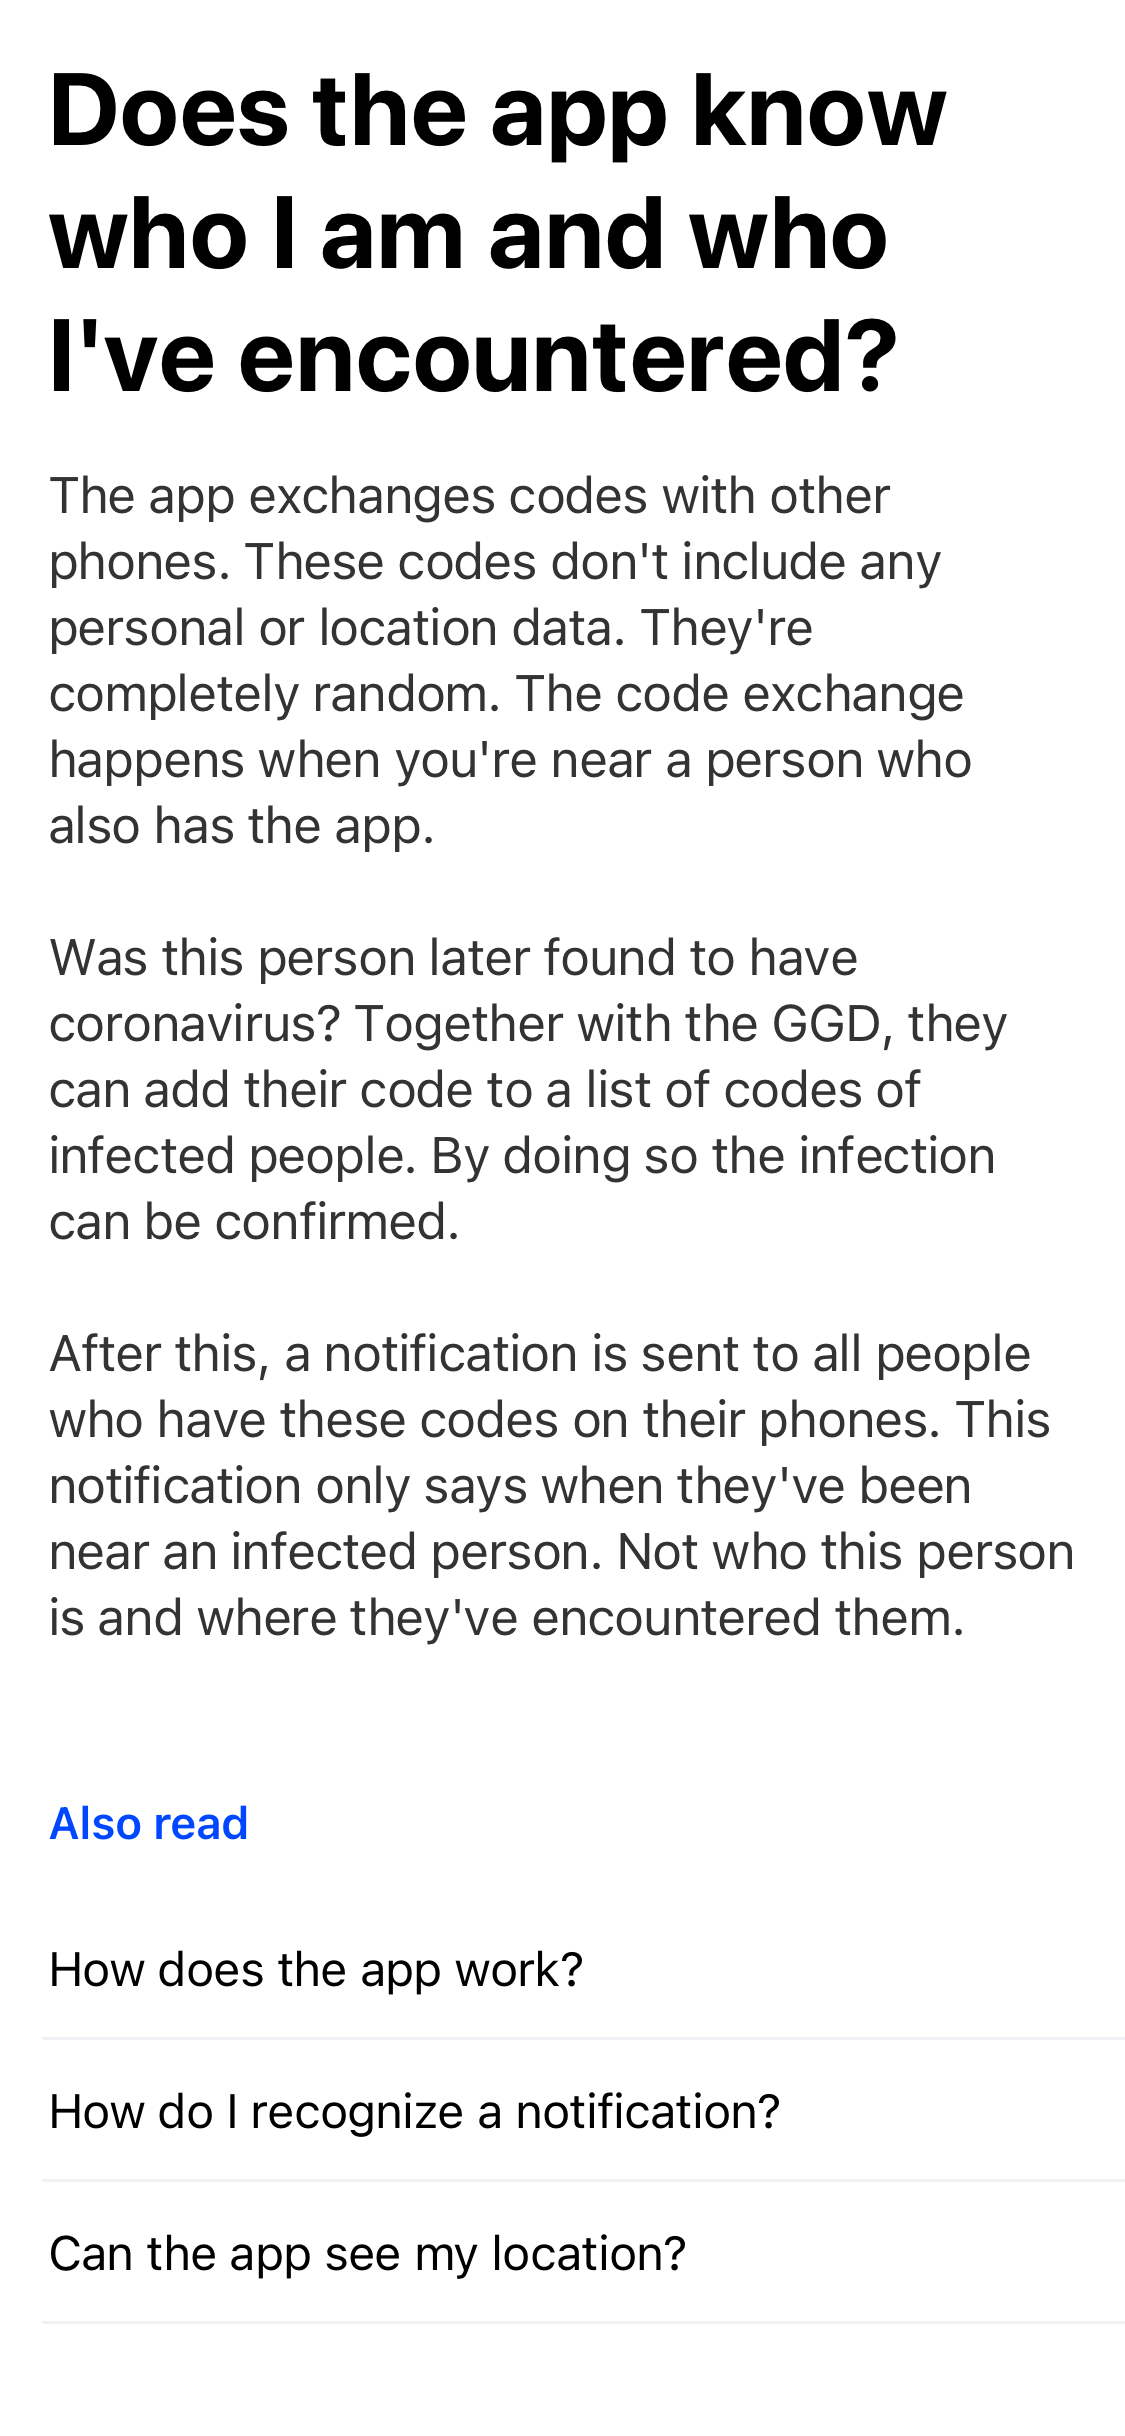 Does the app know
who I am and who
I've encountered?
The app exchanges codes with other
phones. These codes don't include any
personal or location data. They're
completely random. The code exchange
happens when you're near a person who
also has the app.
Was this person later found to have
coronavirus? Together with the GGD, they
can add their code to a list of codes of
infected people. By doing so the infection
can be confirmed.
After this, a notification is sent to all people
who have these codes on their phones. This
notification only says when they've been
near an infected person. Not who this person
is and where they've encountered them.
Also read
How does the app work?
How do I recognize a notification?
Can the app see my location?